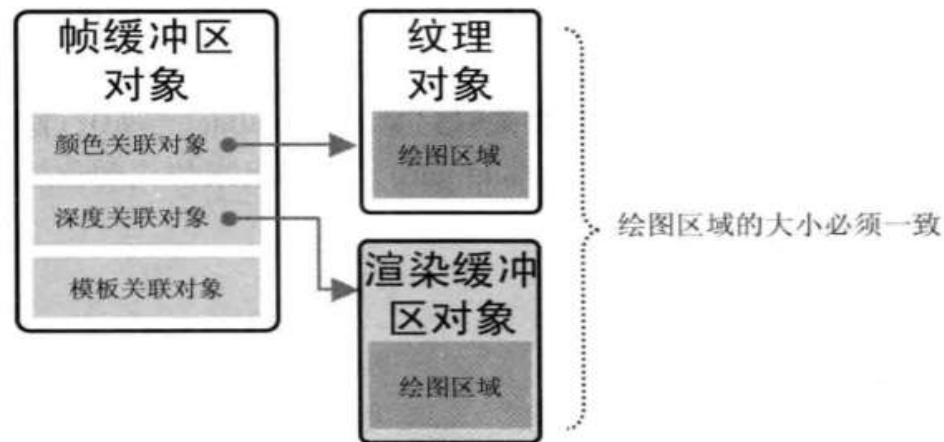 帧缓冲区
对象
颜色关联对象
深度关联对象
模板关联对象
纹理
对象
绘图区域
渲染缓冲
区对象
绘图区域
绘图区域的大小必须一致